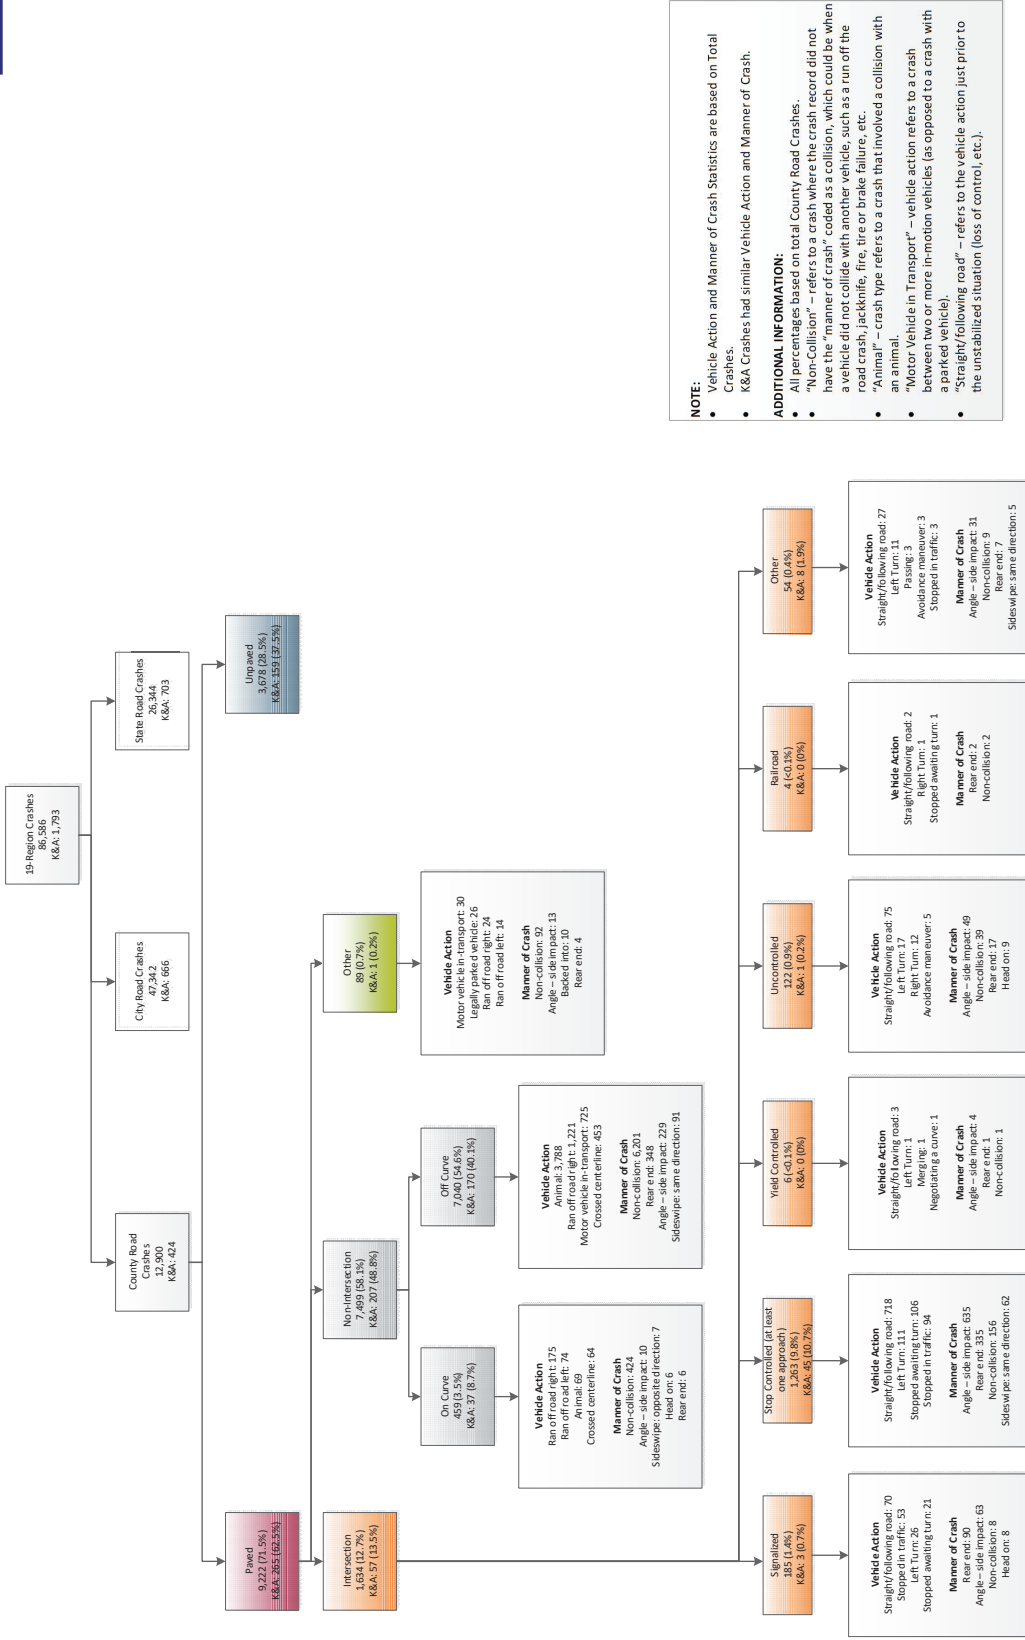 19-Region Crashes
86,586
K&A: 1,793
County Road
Crashes
12,900
K&A: 424
City Road Crashes
47,342
K&A: 666
State Road Crashes
26,344
K&A: 703
Paved
9,222 (71.5%)
K&A: 265 (62.5%)
Unpaved
3,678 (28.5%)
K&A: 159 (37.5%)
Intersection
1,634 (12.7%)
K&A: 57 (13.5%)
Non-Intersection
7,499 (58.1%)
K&A: 207 (48.8%)
Other
89 (0.7%)
K&A: 1 (0.2%)
On Curve
459 (3.5%)
K&A: 37 (8.7%)
Off Curve
7,040 (54.6%)
K&A: 170 (40.1%)
Vehicle Action
Motor vehicle in-transport: 30
Legally parked vehicle: 26
Ran off road right: 24
Ran off road left: 14
Manner of Crash
Non-collision: 92
Angle – side impact: 13
Backed into: 10
Rear end: 4
Vehicle Action
Ran off road right: 175
Ran off road left: 74
Animal: 69
Crossed centerline: 64
Manner of Crash
Non-collision: 424
Angle – side impact: 10
Sideswipe: opposite direction: 7
Head on: 6
Rear end: 6
Vehicle Action
Animal: 3,788
Ran off road right: 1,221
Motor vehicle in-transport: 725
Crossed centerline: 453
Manner of Crash
Non-collision: 6,201
Rear end: 348
Angle – side impact: 229
Sideswipe: same direction: 91
Signalized
185 (1.4%)
K&A: 3 (0.7%)
Stop Controlled (at least
one approach)
1,263 (9.8%)
K&A: 45 (10.7%)
Yield Controlled
6 (<0.1%)
K&A: 0 (0%)
Uncontrolled
122 (0.9%)
K&A: 1 (0.2%)
Railroad
4 (<0.1%)
K&A: 0 (0%)
Other
54 (0.4%)
K&A: 8 (1.9%)
Vehicle Action
Straight/following road: 70
Stopped in traffic: 53
Left Turn: 26
Stopped awaiting turn: 21
Manner of Crash
Rear end: 90
Angle – side impact: 63
Non-collision: 8
Head on: 8
Vehicle Action
Straight/following road: 718
Left Turn: 111
Stopped awaiting turn: 106
Stopped in traffic: 94
Manner of Crash
Angle – side impact: 635
Rear end: 335
Non-collision: 156
Sideswipe: same direction: 62
Vehicle Action
Straight/following road: 3
Left Turn: 1
Merging: 1
Negotiating a curve: 1
Manner of Crash
Angle – side impact: 4
Rear end: 1
Non-collision: 1
Vehicle Action
Straight/following road: 75
Left Turn: 17
Right Turn: 12
Avoidance maneuver: 5
Manner of Crash
Angle – side impact: 49
Non-collision: 39
Rear end: 17
Head on: 9
Vehicle Action
Straight/following road: 2
Right Turn: 1
Stopped awaiting turn: 1
Manner of Crash
Rear end: 2
Non-collision: 2
Vehicle Action
Straight/following road: 27
Left Turn: 11
Passing: 3
Avoidance maneuver: 3
Stopped in traffic: 3
Manner of Crash
Angle – side impact: 31
Non-collision: 9
Rear end: 7
Sideswipe: same direction: 5
NOTE:
• Vehicle Action and Manner of Crash Statistics are based on Total
Crashes.
• K&A Crashes had similar Vehicle Action and Manner of Crash.
ADDITIONAL INFORMATION:
• All percentages based on total County Road Crashes.
• “Non-Collision” – refers to a crash where the crash record did not
have the “manner of crash” coded as a collision, which could be when
a vehicle did not collide with another vehicle, such as a run off the
road crash, jackknife, fire, tire or brake failure, etc.
• “Animal” – crash type refers to a crash that involved a collision with
an animal.
• “Motor Vehicle in Transport” – vehicle action refers to a crash
between two or more in-motion vehicles (as opposed to a crash with
a parked vehicle).
• “Straight/following road” – refers to the vehicle action just prior to
the unstabilized situation (loss of control, etc.).